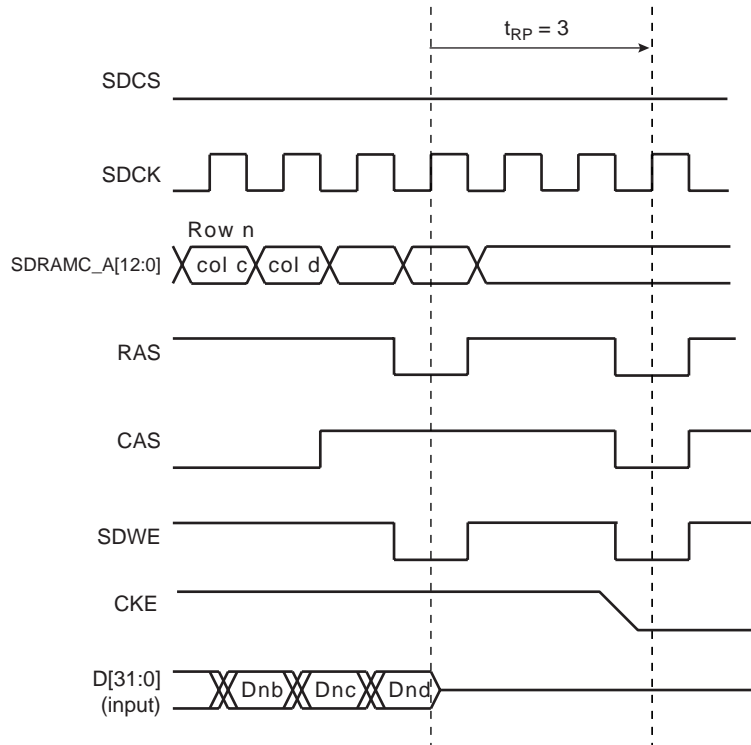 tRP = 3
SDCS
SDCK
Row n
SDRAMC_A[12:0]
col c
col d
RAS
CAS
SDWE
CKE
D[31:0]
(input)
Dnb
Dnc
Dnd